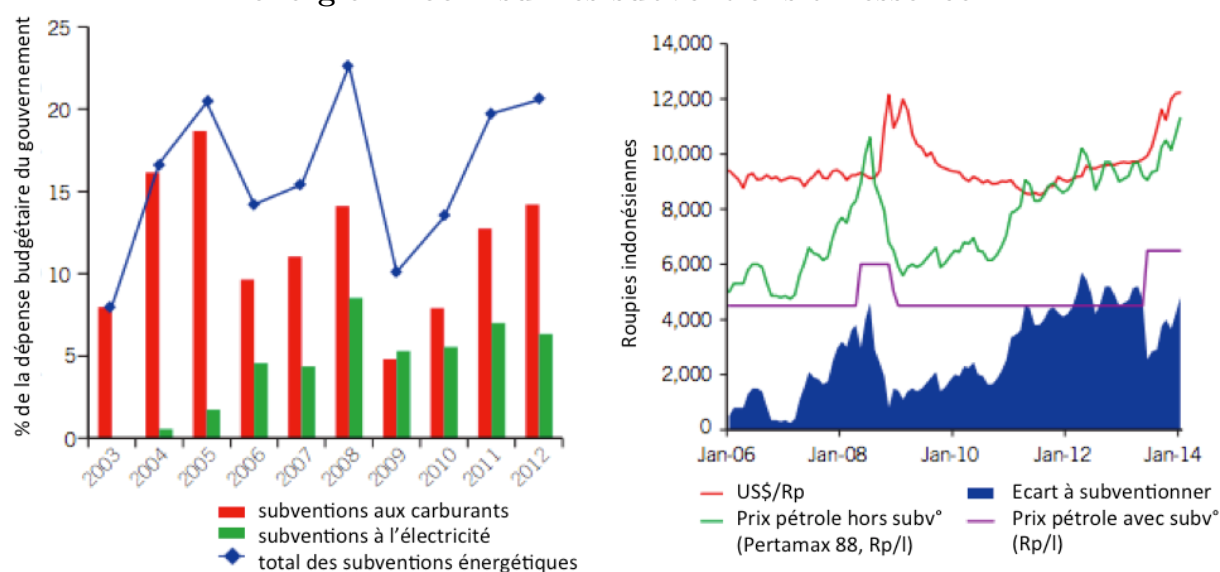 % de la dépense budgétaire du gouvernement
25
20
15
10
5
0
2003
2004
2005
2006
2007
2008
2009
2010
2011
2012
subventions aux carburants
subventions à l'électricité
total des subventions énergétiques
Roupies indonésiennes
14,000
12,000
10,000
8,000
6,000
4,000
2,000
0
Jan-06
Jan-08
Jan-10
Jan-12
Jan-14
US$/Rp
Ecart à subventionner
Prix pétrole hors subv°
(Pertamax 88, Rp/l)
Prix pétrole avec subv°
(Rp/l)